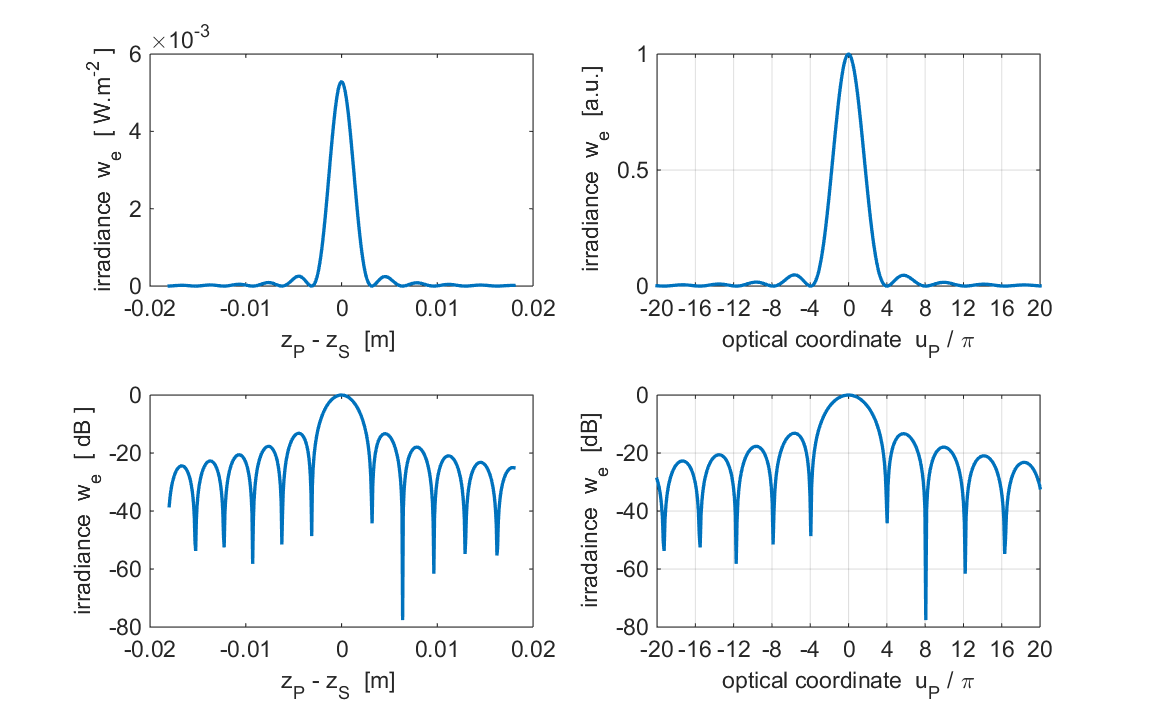 ×10⁻³
irradiance wₑ [ W.m⁻² ]
6
4
2
0
-0.02 -0.01 0 0.01 0.02
z_P - z_S [m]
irradiance wₑ [a.u.]
1
0.5
0
-20 -16 -12 -8 -4 0 4 8 12 16 20
optical coordinate u_P / π
irradiance wₑ [ dB ]
0
-20
-40
-60
-80
-0.02 -0.01 0 0.01 0.02
z_P - z_S [m]
irradaince wₑ [dB]
0
-20
-40
-60
-80
-20 -16 -12 -8 -4 0 4 8 12 16 20
optical coordinate u_P / π